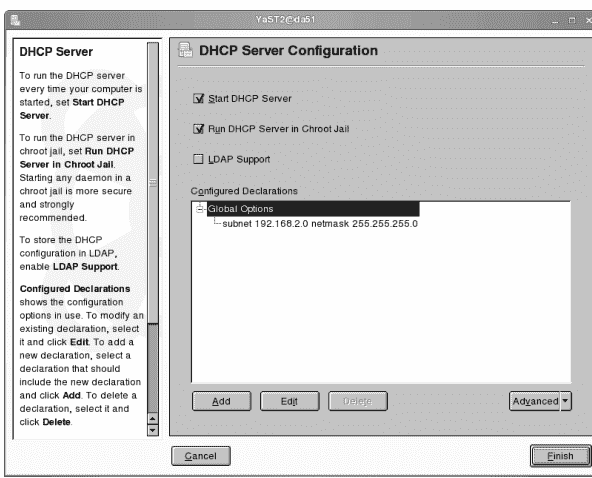 YaST2@da51
DHCP Server
To run the DHCP server
every time your computer is
started, set Start DHCP
Server.
To run the DHCP server in
chroot jail, set Run DHCP
Server in Chroot Jail.
Starting any daemon in a
chroot jail is more secure
and strongly
recommended.
To store the DHCP
configuration in LDAP,
enable LDAP Support.
Configured Declarations
shows the configuration
options in use. To modify an
existing declaration, select
it and click Edit. To add a
new declaration, select a
declaration that should
include the new declaration
and click Add. To delete a
declaration, select it and
click Delete.
DHCP Server Configuration
Start DHCP Server
Run DHCP Server in Chroot Jail
LDAP Support
Configured Declarations
Global Options
subnet 192.168.2.0 netmask 255.255.255.0
Add Edit Delete Advanced
Cancel Finish